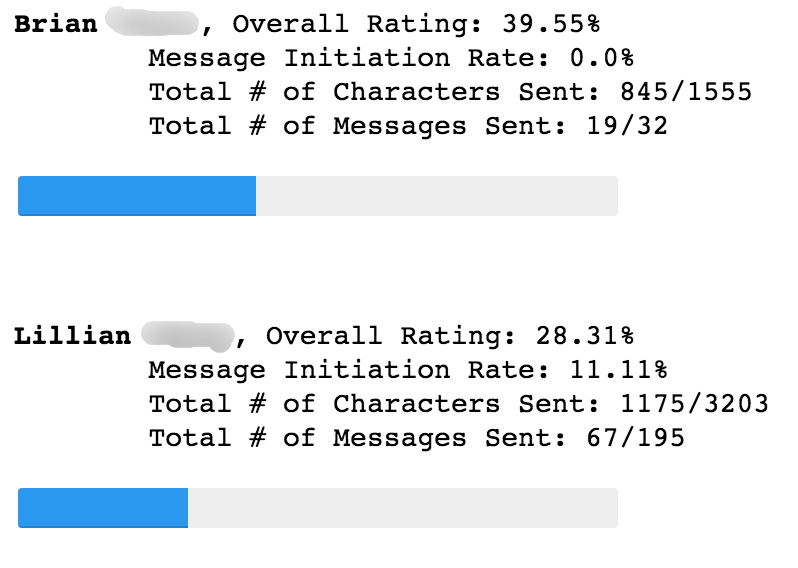 Brian , Overall Rating: 39.55%
Message Initiation Rate: 0.0%
Total # of Characters Sent: 845/1555
Total # of Messages Sent: 19/32
Lillian , Overall Rating: 28.31%
Message Initiation Rate: 11.11%
Total # of Characters Sent: 1175/3203
Total # of Messages Sent: 67/195